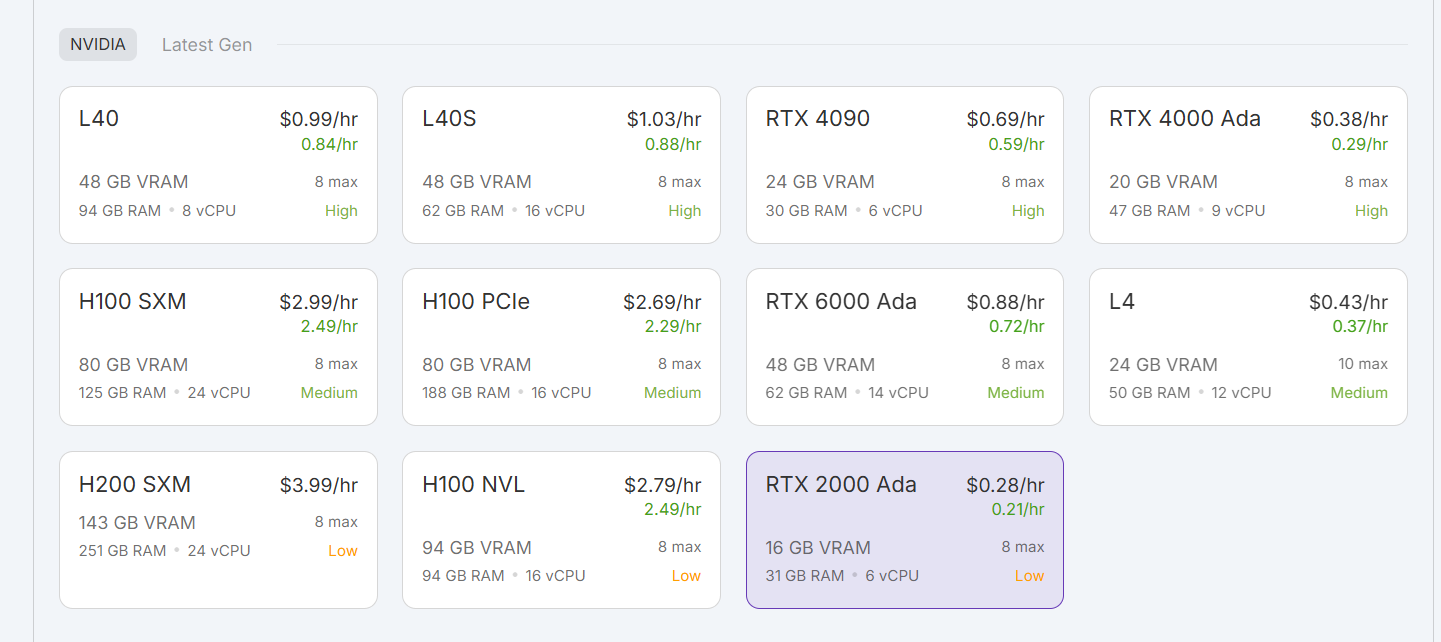 NVIDIA Latest Gen
L40 $0.99/hr
0.84/hr
48 GB VRAM 8 max
94 GB RAM • 8 vCPU High
L40S $1.03/hr
0.88/hr
48 GB VRAM 8 max
62 GB RAM • 16 vCPU High
RTX 4090 $0.69/hr
0.59/hr
24 GB VRAM 8 max
30 GB RAM • 6 vCPU High
RTX 4000 Ada $0.38/hr
0.29/hr
20 GB VRAM 8 max
47 GB RAM • 9 vCPU High
H100 SXM $2.99/hr
2.49/hr
80 GB VRAM 8 max
125 GB RAM • 24 vCPU Medium
H100 PCIe $2.69/hr
2.29/hr
80 GB VRAM 8 max
188 GB RAM • 16 vCPU Medium
RTX 6000 Ada $0.88/hr
0.72/hr
48 GB VRAM 8 max
62 GB RAM • 14 vCPU Medium
L4 $0.43/hr
0.37/hr
24 GB VRAM 10 max
50 GB RAM • 12 vCPU Medium
H200 SXM $3.99/hr
143 GB VRAM 8 max
251 GB RAM • 24 vCPU Low
H100 NVL $2.79/hr
2.49/hr
94 GB VRAM 8 max
94 GB RAM • 16 vCPU Low
RTX 2000 Ada $0.28/hr
0.21/hr
16 GB VRAM 8 max
31 GB RAM • 6 vCPU Low